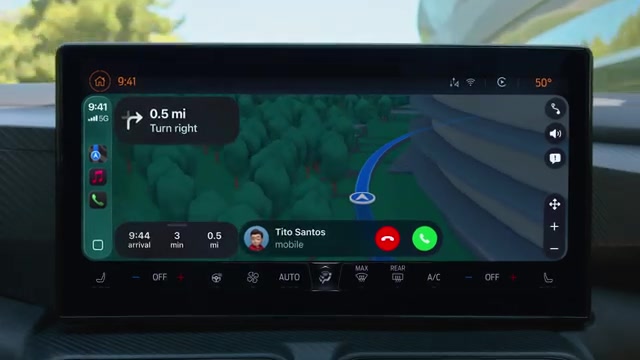 9:41
50°
9:41
5G
0.5 mi
Turn right
9:44
arrival
3
min
0.5
mi
Tito Santos
mobile
OFF
AUTO
MAX
REAR
A/C
OFF